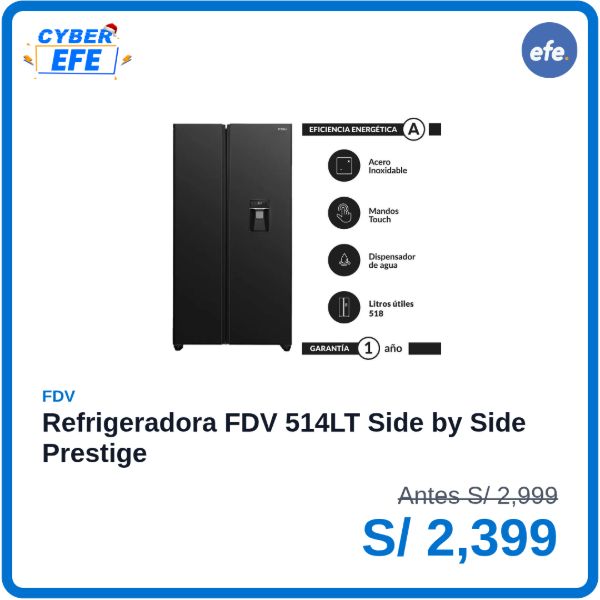 CYBER
EFE
efe.
EFICIENCIA ENERGÉTICA A
Acero
Inoxidable
Mandos
Touch
Dispensador
de agua
Litros útiles
518
GARANTÍA 1 año
FDV
Refrigeradora FDV 514LT Side by Side
Prestige
Antes S/ 2,999
S/ 2,399